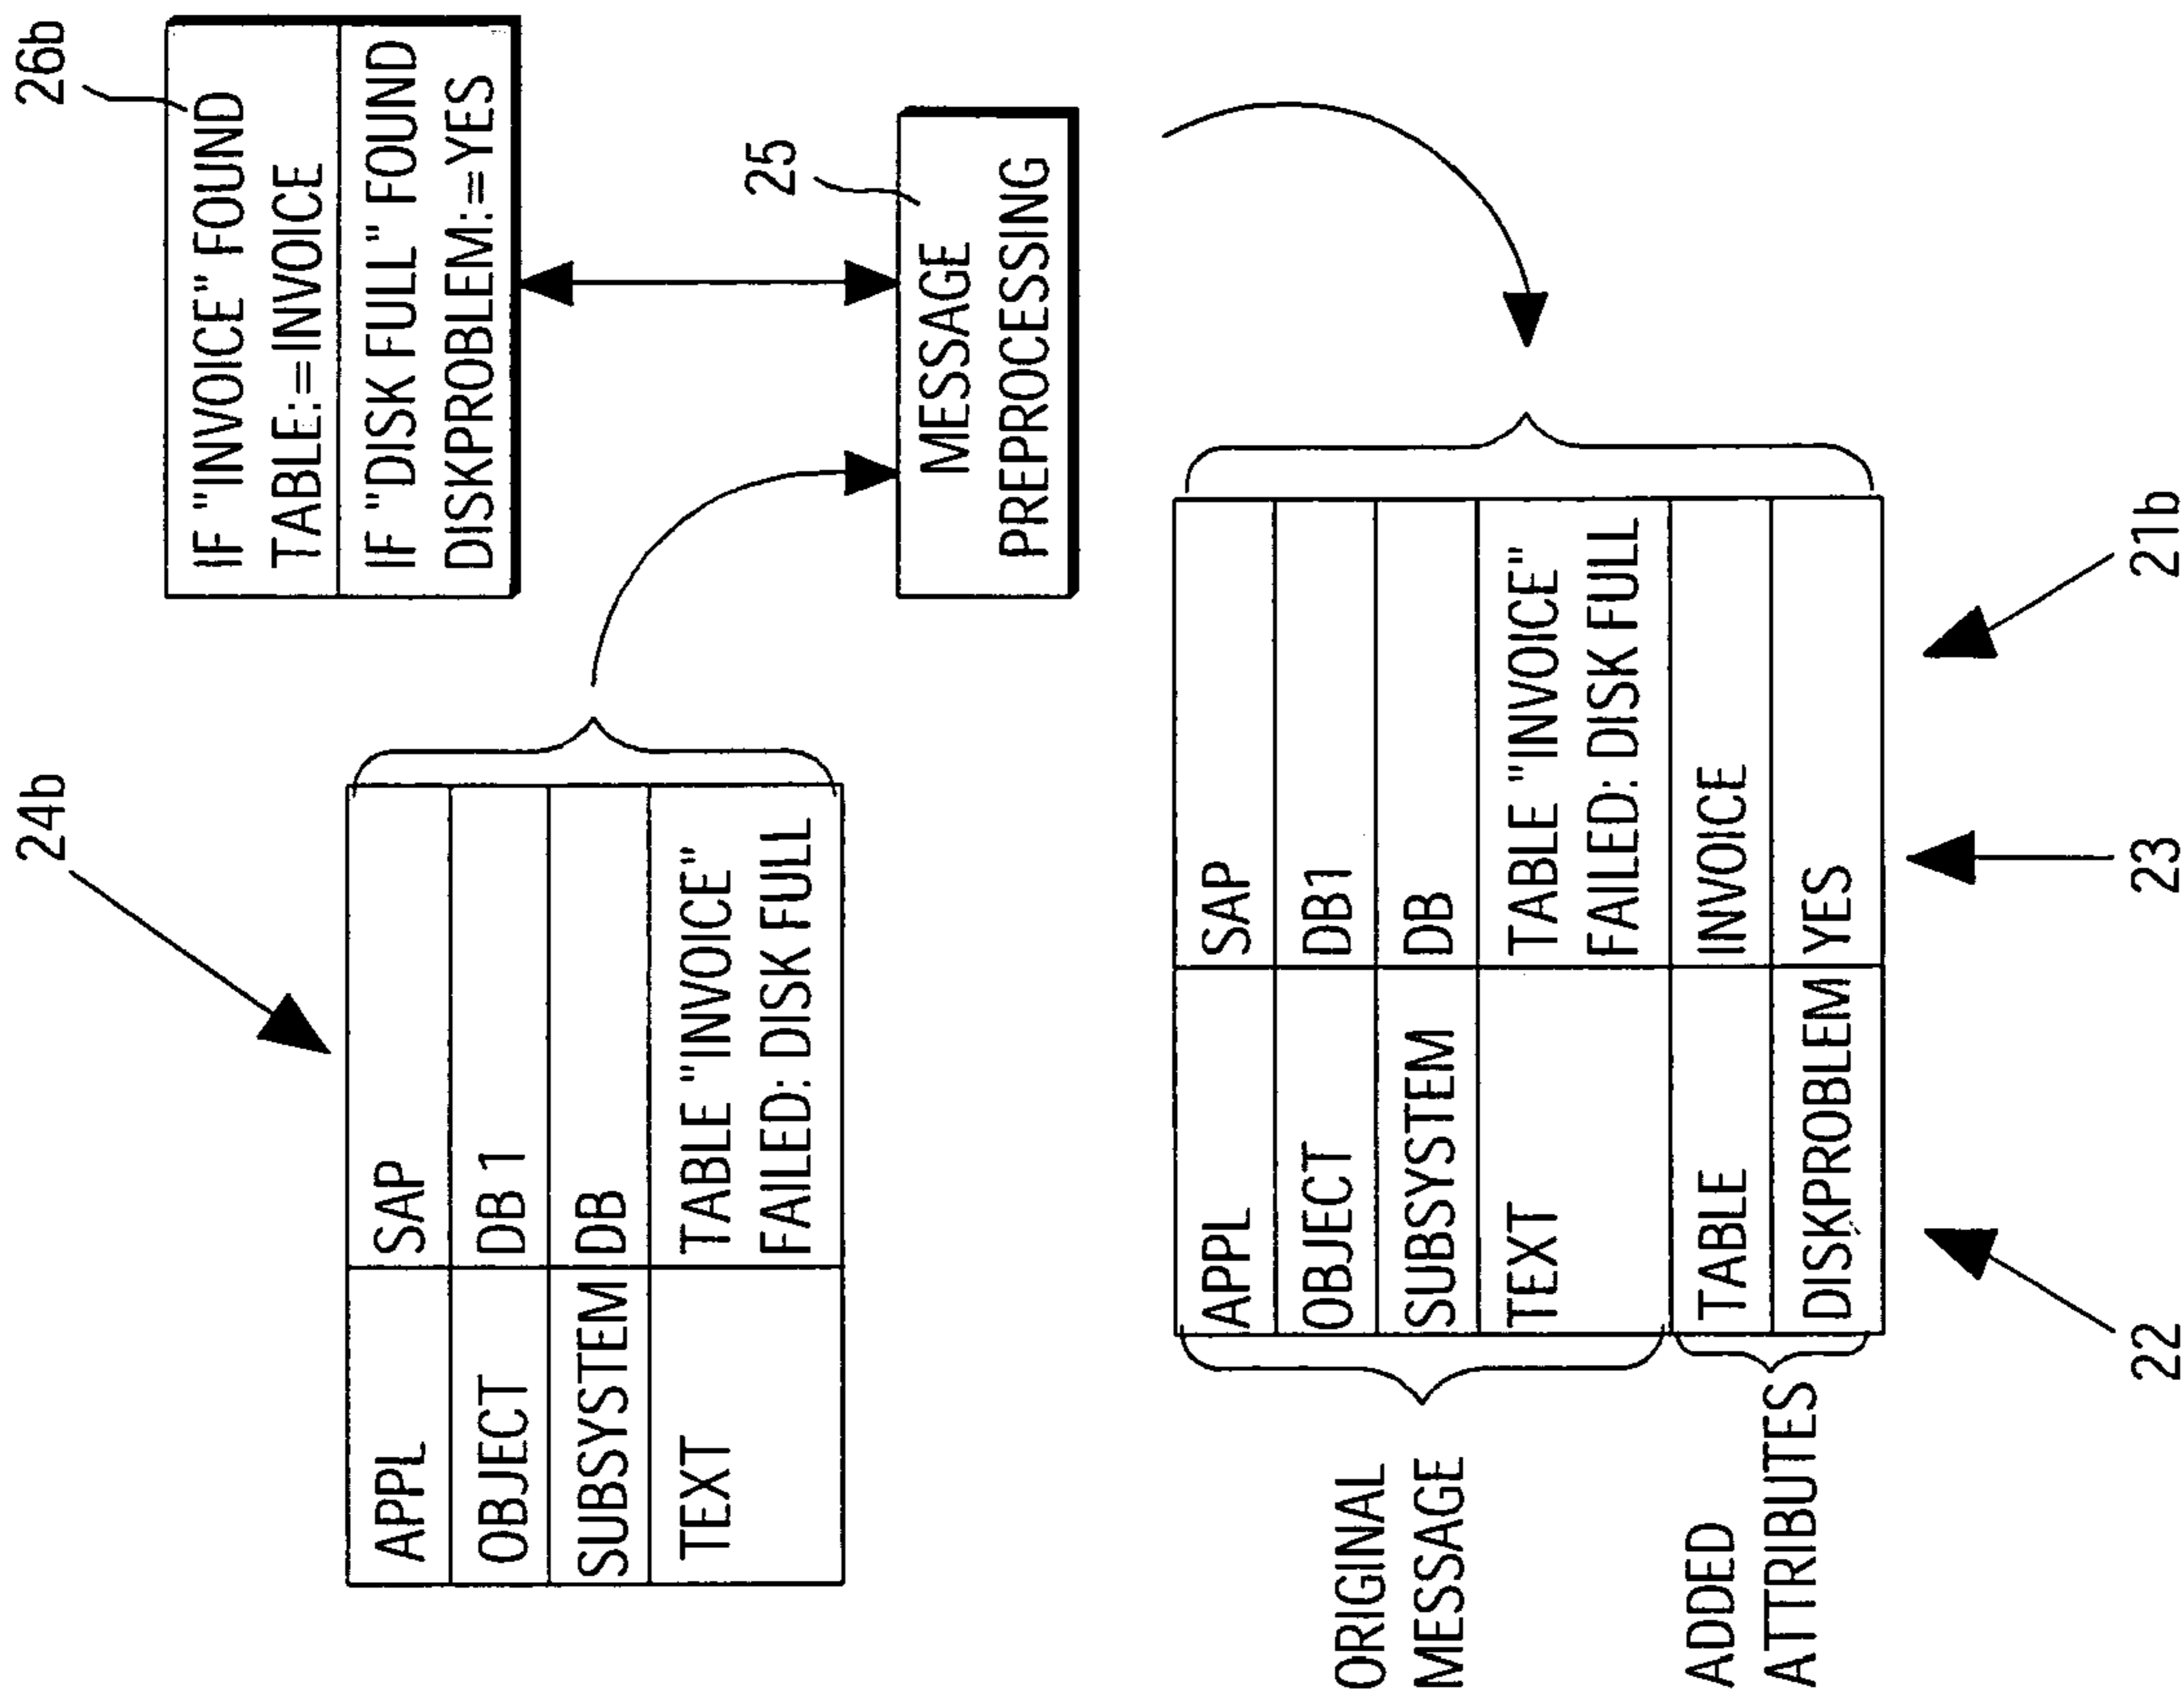 24b
26b
APPL SAP
OBJECT DB 1
SUBSYSTEM DB
TEXT TABLE "INVOICE"
FAILED: DISK FULL
IF "INVOICE" FOUND
TABLE:=INVOICE
IF "DISK FULL" FOUND
DISKPROBLEM:=YES
25
MESSAGE
PREPROCESSING
ORIGINAL
MESSAGE
ADDED
ATTRIBUTES
APPL SAP
OBJECT DB1
SUBSYSTEM DB
TEXT TABLE "INVOICE"
FAILED: DISK FULL
TABLE INVOICE
DISKPROBLEM YES
22
23
21b